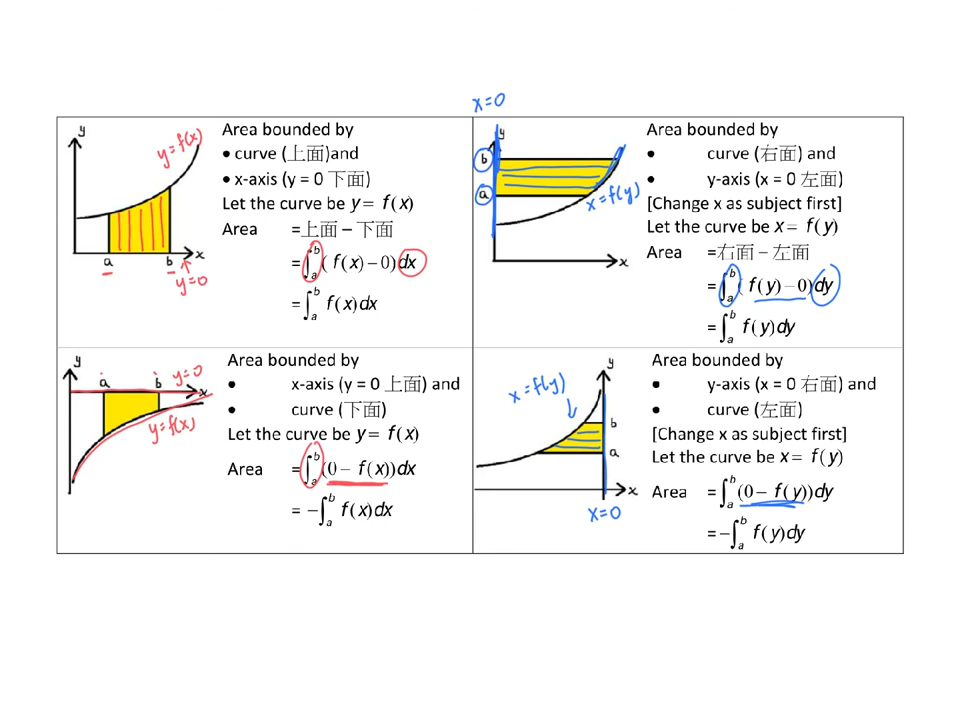 y
y=f(x)
a
b
x
y=0
Area bounded by
• curve (上面)and
• x-axis (y = 0 下面)
Let the curve be y = f(x)
Area =上面 – 下面
= ∫_a^b (f(x) – 0)dx
= ∫_a^b f(x)dx
x=0
y
b
a
x=f(y)
x
Area bounded by
• curve (右面) and
• y-axis (x = 0 左面)
[Change x as subject first]
Let the curve be x = f(y)
Area =右面 – 左面
= ∫_a^b (f(y) – 0)dy
= ∫_a^b f(y)dy
y
a
b
y=0
x
y=f(x)
Area bounded by
• x-axis (y = 0 上面) and
• curve (下面)
Let the curve be y = f(x)
Area = ∫_a^b (0 – f(x))dx
= –∫_a^b f(x)dx
y
x=f(y)
b
a
x
x=0
Area bounded by
• y-axis (x = 0 右面) and
• curve (左面)
[Change x as subject first]
Let the curve be x = f(y)
Area = ∫_a^b (0 – f(y))dy
= –∫_a^b f(y)dy